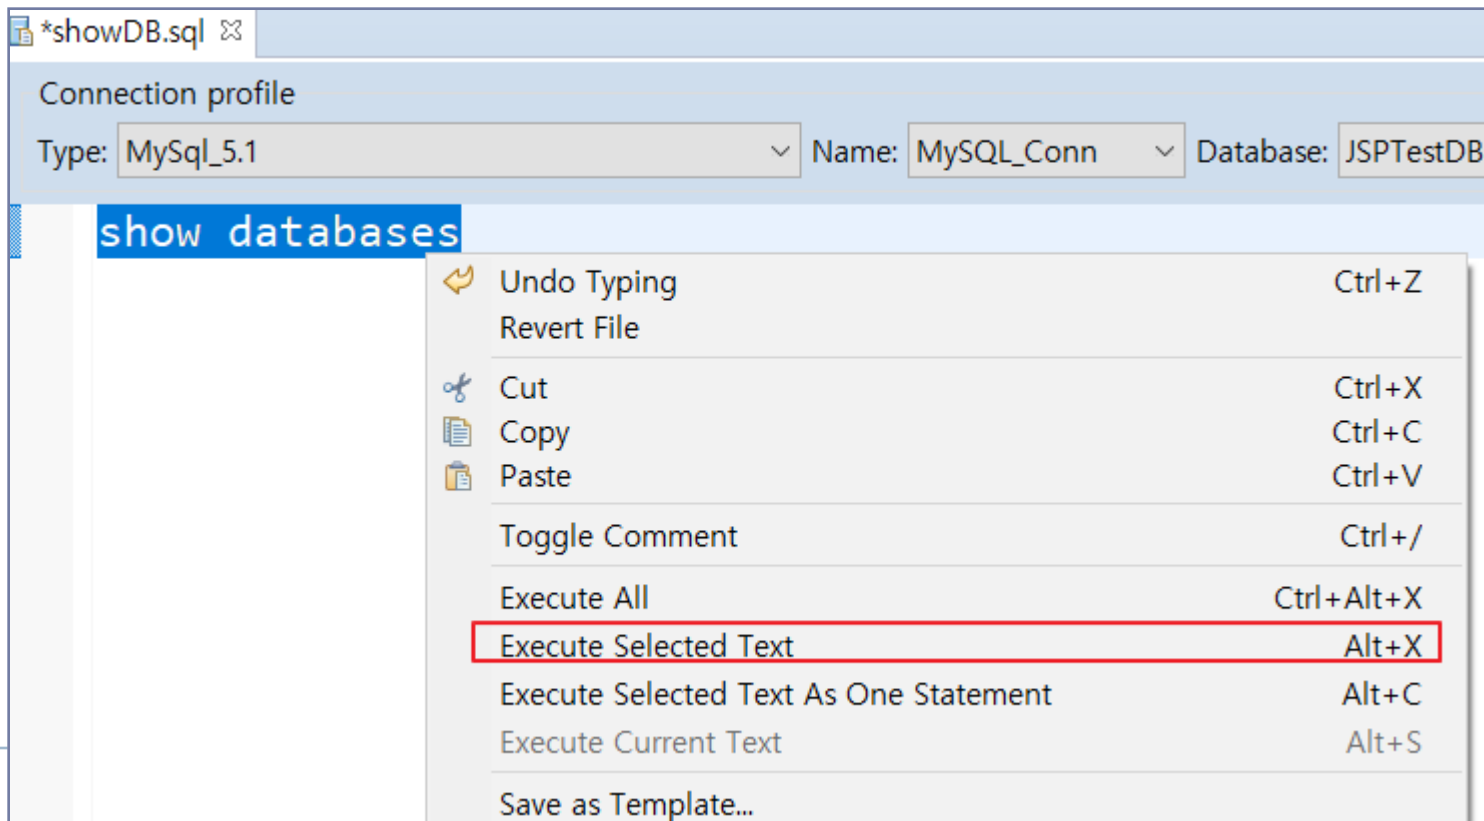 *showDB.sql
Connection profile
Type: MySql_5.1 Name: MySQL_Conn Database: JSPTestDB
show databases
Undo Typing Ctrl+Z
Revert File
Cut Ctrl+X
Copy Ctrl+C
Paste Ctrl+V
Toggle Comment Ctrl+/
Execute All Ctrl+Alt+X
Execute Selected Text Alt+X
Execute Selected Text As One Statement Alt+C
Execute Current Text Alt+S
Save as Template...